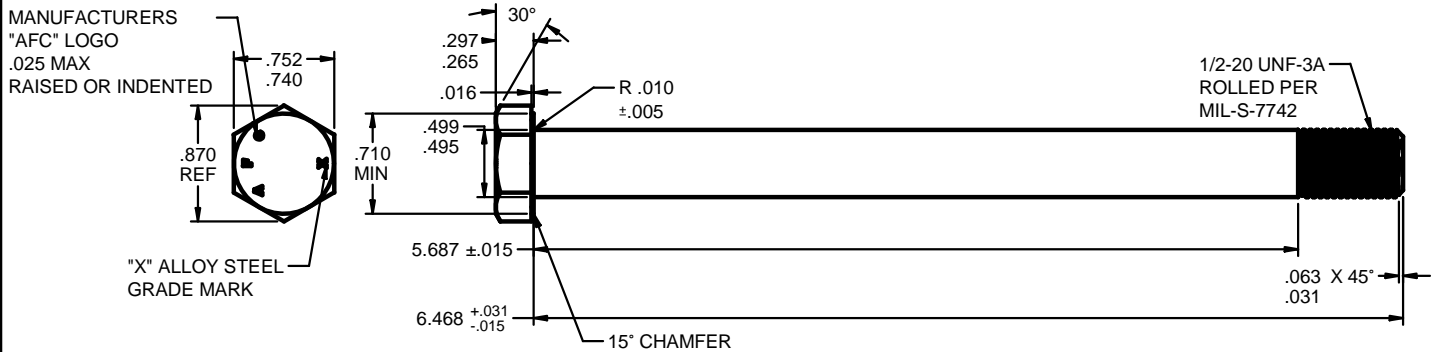 MANUFACTURERS
"AFC" LOGO
.025 MAX
RAISED OR INDENTED
.752
.740
.870
REF
F
X
A
"X" ALLOY STEEL
GRADE MARK
30°
.297
.265
.016
R .010
±.005
.499
.495
.710
MIN
1/2-20 UNF-3A
ROLLED PER
MIL-S-7742
5.687 ±.015
.063 X 45°
.031
6.468 +.031
-.015
15° CHAMFER